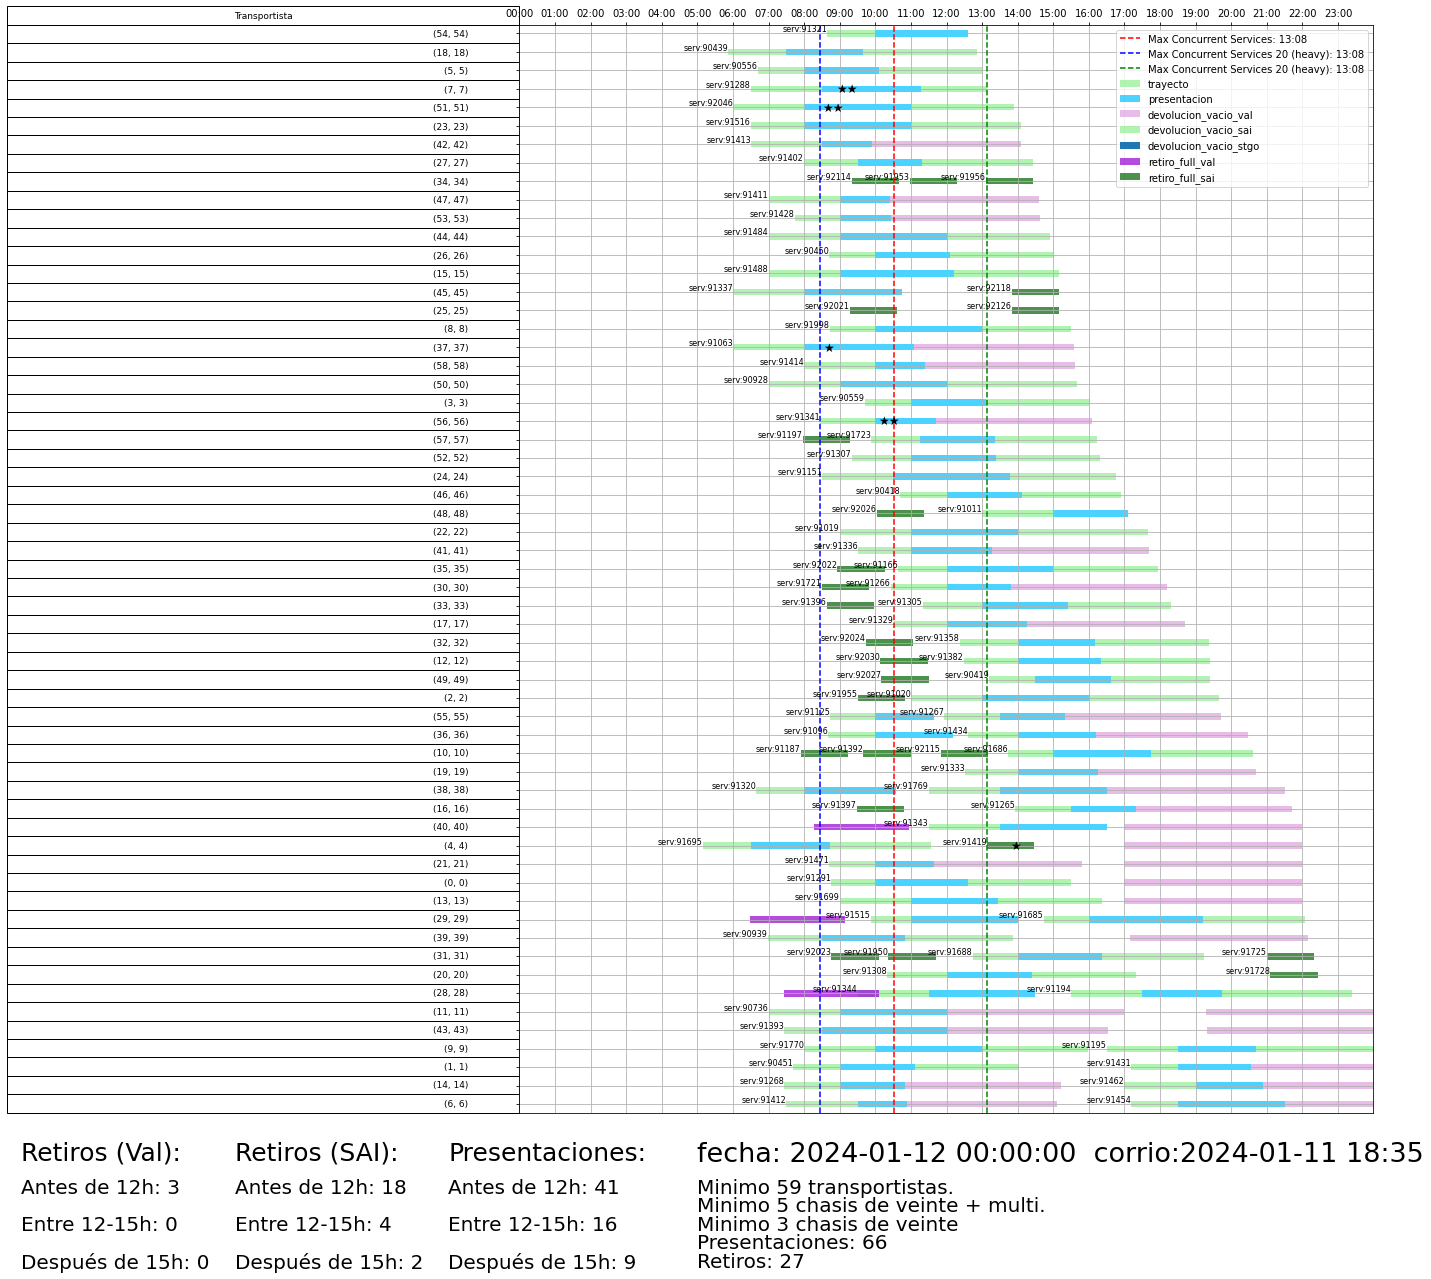 Transportista
00:00 01:00 02:00 03:00 04:00 05:00 06:00 07:00 08:00 09:00 10:00 11:00 12:00 13:00 14:00 15:00 16:00 17:00 18:00 19:00 20:00 21:00 22:00 23:00
Max Concurrent Services: 13:08
Max Concurrent Services 20 (heavy): 13:08
Max Concurrent Services 20 (heavy): 13:08
trayecto
presentacion
devolucion_vacio_val
devolucion_vacio_sai
devolucion_vacio_stgo
retiro_full_val
retiro_full_sai
(54, 54) serv:91321
(18, 18) serv:90439
(5, 5) serv:90556
(7, 7) serv:91288
(51, 51) serv:92046
(23, 23) serv:91516
(42, 42) serv:91413
(27, 27) serv:91402
(34, 34) serv:92114 serv:91953 serv:91956
(47, 47) serv:91411
(53, 53) serv:91428
(44, 44) serv:91484
(26, 26) serv:90450
(15, 15) serv:91488
(45, 45) serv:91337 serv:92118
(25, 25) serv:92021 serv:92126
(8, 8) serv:91998
(37, 37) serv:91063
(58, 58) serv:91414
(50, 50) serv:90928
(3, 3) serv:90559
(56, 56) serv:91341
(57, 57) serv:91197 serv:91723
(52, 52) serv:91307
(24, 24) serv:91151
(46, 46) serv:90418
(48, 48) serv:92026 serv:91011
(22, 22) serv:91019
(41, 41) serv:91336
(35, 35) serv:92022 serv:91166
(30, 30) serv:91721 serv:91266
(33, 33) serv:91396 serv:91305
(17, 17) serv:91329
(32, 32) serv:92024 serv:91358
(12, 12) serv:92030 serv:91382
(49, 49) serv:92027 serv:90419
(2, 2) serv:91955 serv:91020
(55, 55) serv:91125 serv:91267
(36, 36) serv:91096 serv:91434
(10, 10) serv:91187 serv:91392 serv:92115 serv:91686
(19, 19) serv:91333
(38, 38) serv:91320 serv:91769
(16, 16) serv:91397 serv:91265
(40, 40) serv:91343
(4, 4) serv:91695 serv:91419
(21, 21) serv:91471
(0, 0) serv:91291
(13, 13) serv:91699
(29, 29) serv:91515 serv:91685
(39, 39) serv:90939
(31, 31) serv:92023 serv:91950 serv:91688 serv:91725
(20, 20) serv:91308 serv:91728
(28, 28) serv:91344 serv:91194
(11, 11) serv:90736
(43, 43) serv:91393
(9, 9) serv:91770 serv:91195
(1, 1) serv:90451 serv:91431
(14, 14) serv:91268 serv:91462
(6, 6) serv:91412 serv:91454
Retiros (Val):
Antes de 12h: 3
Entre 12-15h: 0
Después de 15h: 0
Retiros (SAI):
Antes de 12h: 18
Entre 12-15h: 4
Después de 15h: 2
Presentaciones:
Antes de 12h: 41
Entre 12-15h: 16
Después de 15h: 9
fecha: 2024-01-12 00:00:00 corrio:2024-01-11 18:35
Minimo 59 transportistas.
Minimo 5 chasis de veinte + multi.
Minimo 3 chasis de veinte
Presentaciones: 66
Retiros: 27